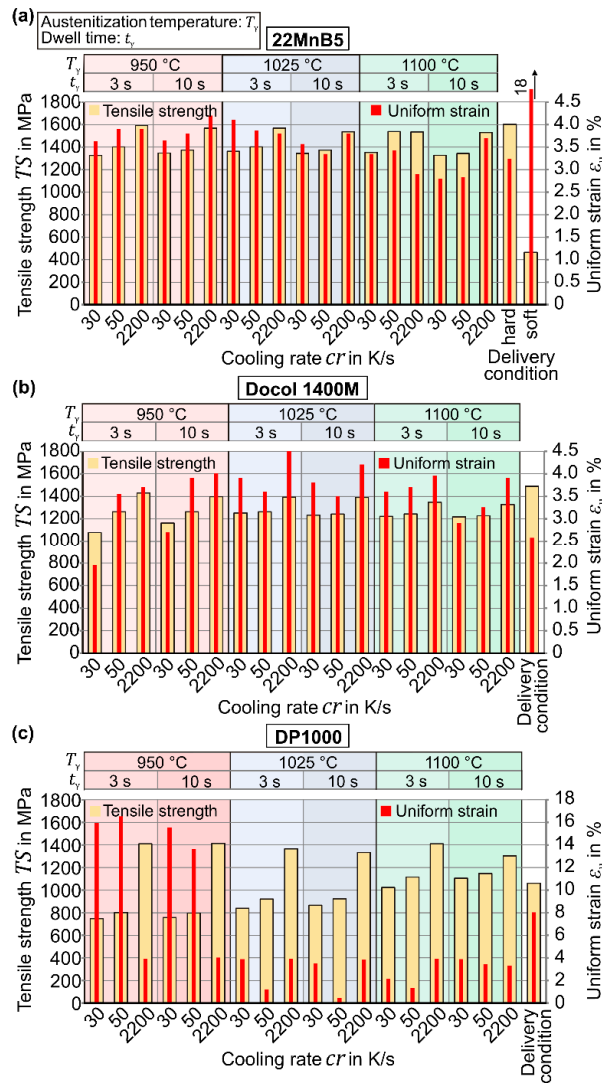 (a)
Austenitization temperature: Tᵧ
Dwell time: tᵧ
22MnB5
Tᵧ 950 °C 1025 °C 1100 °C
tᵧ 3 s 10 s 3 s 10 s 3 s 10 s
18
Tensile strength Uniform strain
Tensile strength TS in MPa
1800 1600 1400 1200 1000 800 600 400 200 0
4.5 4.0 3.5 3.0 2.5 2.0 1.5 1.0 0.5 0
Uniform strain εᵤ in %
30 50 2200 30 50 2200 30 50 2200 30 50 2200 30 50 2200 30 50 2200 hard soft
Cooling rate cr in K/s
Delivery
condition
(b)
Docol 1400M
Tᵧ 950 °C 1025 °C 1100 °C
tᵧ 3 s 10 s 3 s 10 s 3 s 10 s
Tensile strength Uniform strain
Tensile strength TS in MPa
1800 1600 1400 1200 1000 800 600 400 200 0
4.5 4.0 3.5 3.0 2.5 2.0 1.5 1.0 0.5 0.0
Uniform strain εᵤ in %
30 50 2200 30 50 2200 30 50 2200 30 50 2200 30 50 2200 30 50 2200
Delivery
condition
Cooling rate cr in K/s
(c)
DP1000
Tᵧ 950 °C 1025 °C 1100 °C
tᵧ 3 s 10 s 3 s 10 s 3 s 10 s
Tensile strength Uniform strain
Tensile strength TS in MPa
1800 1600 1400 1200 1000 800 600 400 200 0
18 16 14 12 10 8 6 4 2 0
Uniform strain εᵤ in %
30 50 2200 30 50 2200 30 50 2200 30 50 2200 30 50 2200 30 50 2200
Delivery
condition
Cooling rate cr in K/s